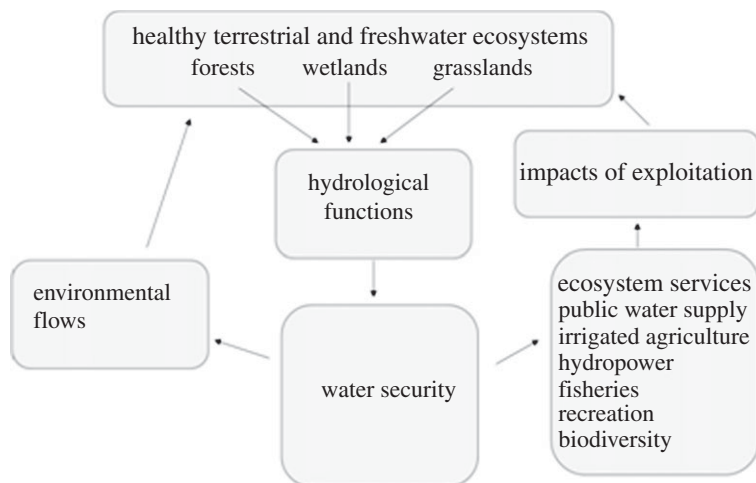 healthy terrestrial and freshwater ecosystems
forests wetlands grasslands
hydrological
functions
impacts of exploitation
environmental
flows
water security
ecosystem services
public water supply
irrigated agriculture
hydropower
fisheries
recreation
biodiversity